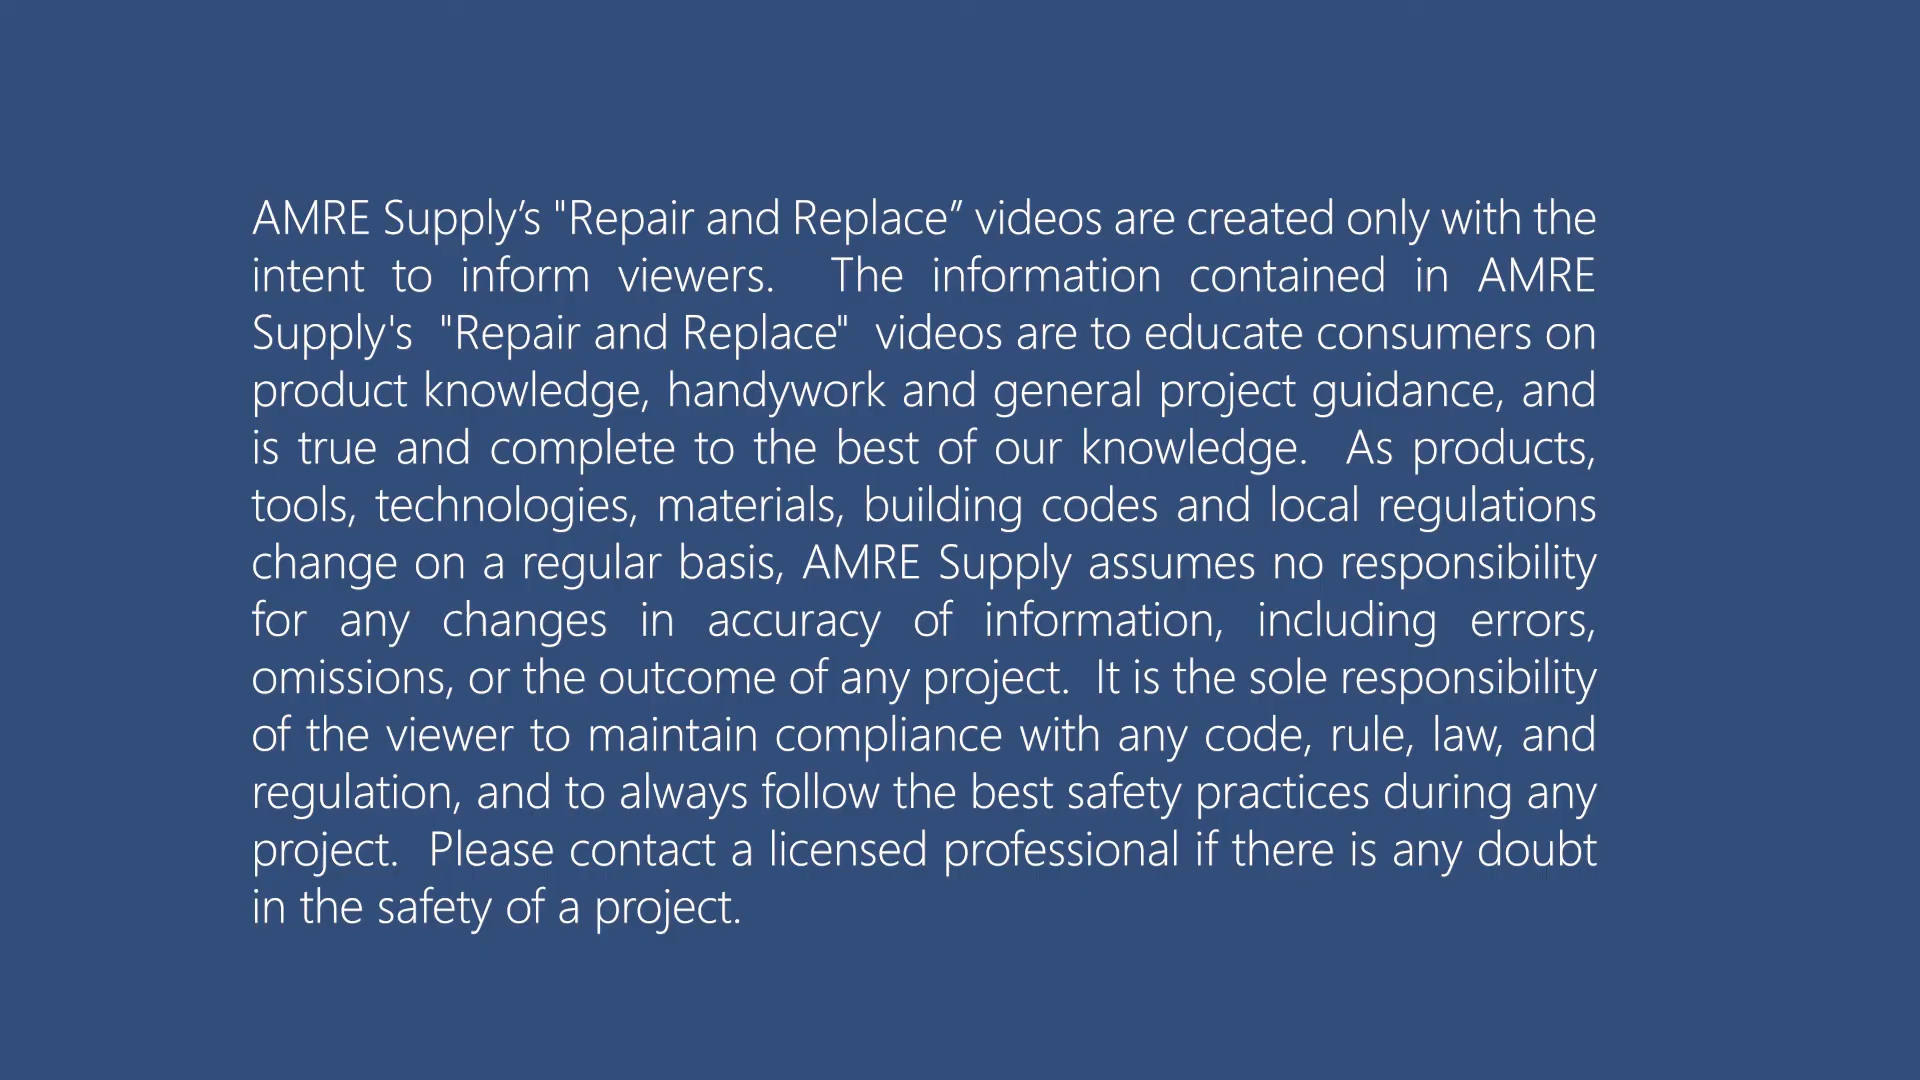 AMRE Supply’s "Repair and Replace” videos are created only with the
intent to inform viewers.  The information contained in AMRE
Supply's  "Repair and Replace"  videos are to educate consumers on
product knowledge, handywork and general project guidance, and
is true and complete to the best of our knowledge.  As products,
tools, technologies, materials, building codes and local regulations
change on a regular basis, AMRE Supply assumes no responsibility
for any changes in accuracy of information, including errors,
omissions, or the outcome of any project.  It is the sole responsibility
of the viewer to maintain compliance with any code, rule, law, and
regulation, and to always follow the best safety practices during any
project.  Please contact a licensed professional if there is any doubt
in the safety of a project.